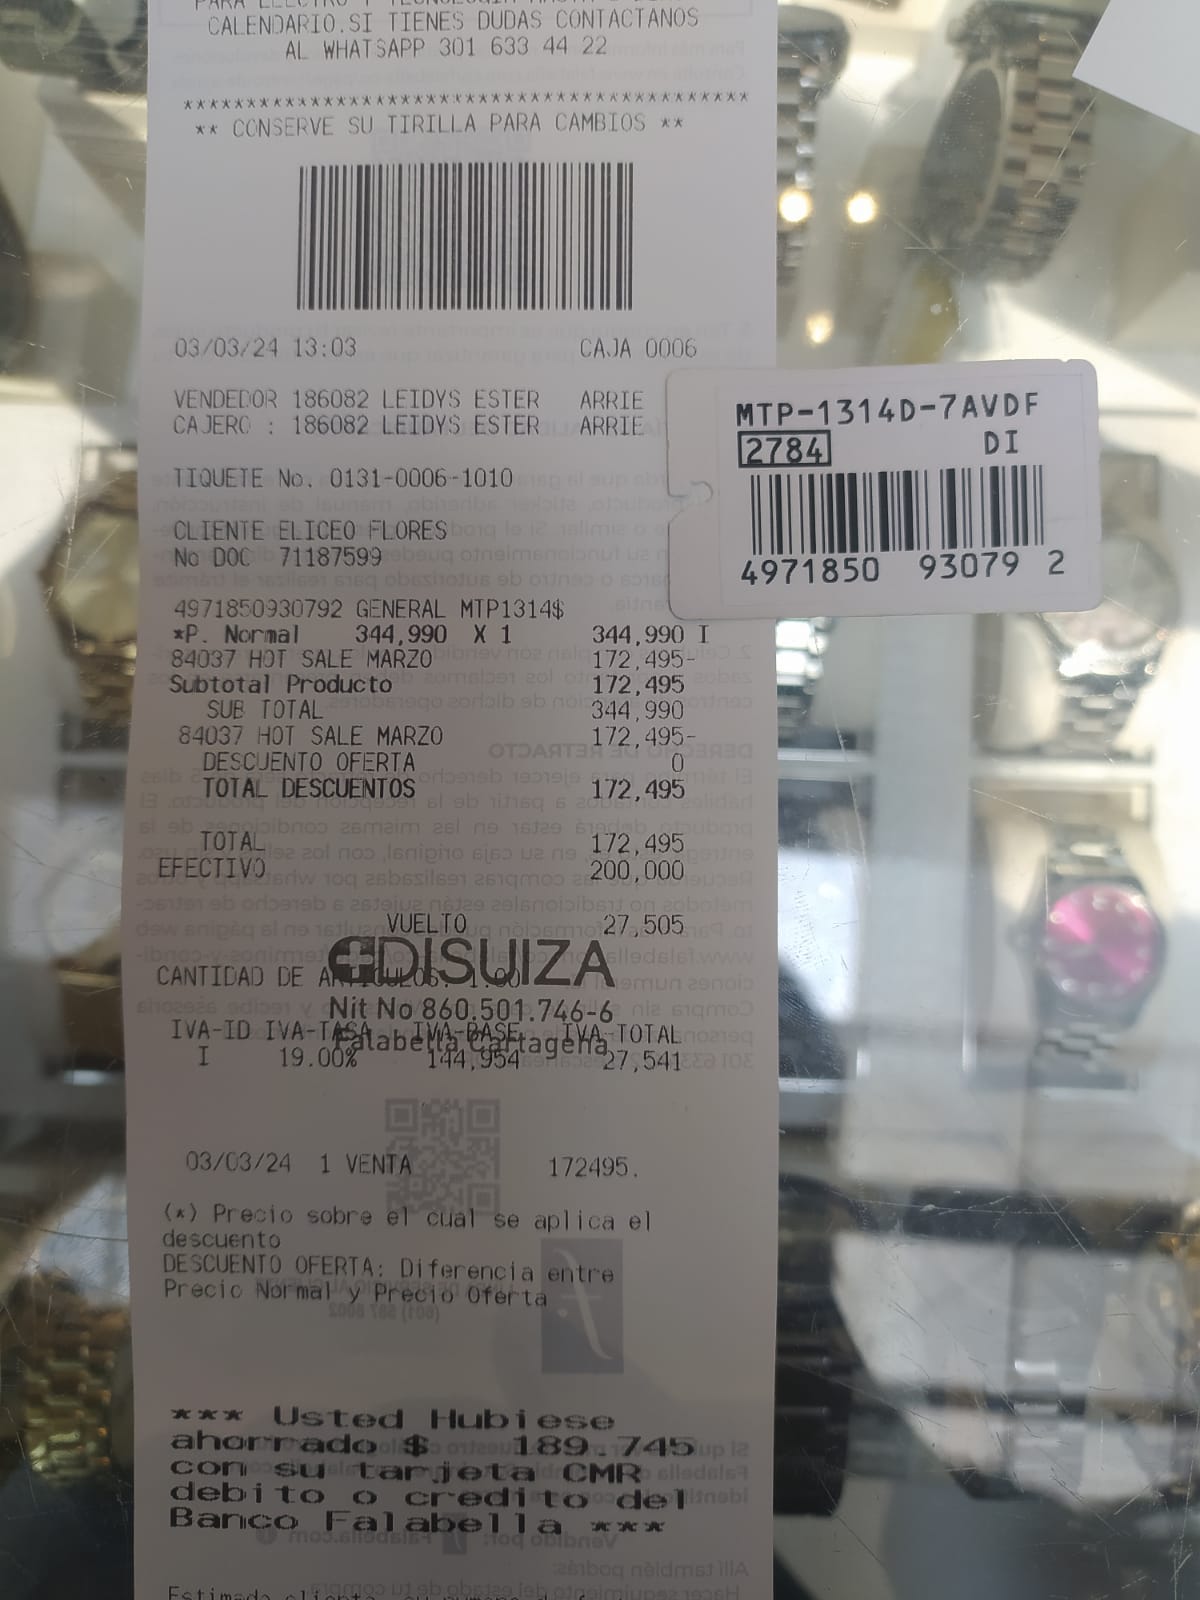 CALENDARIO.SI TIENES DUDAS CONTACTANOS
AL WHATSAPP 301 633 44 22
*******************************************
** CONSERVE SU TIRILLA PARA CAMBIOS **
03/03/24 13:03 CAJA 0006
VENDEDOR 186082 LEIDYS ESTER ARRIE
CAJERO : 186082 LEIDYS ESTER ARRIE
TIQUETE No. 0131-0006-1010
CLIENTE ELICEO FLORES
No DOC 71187599
4971850930792 GENERAL MTP1314$
*P. Normal 344,990 X 1 344,990 I
84037 HOT SALE MARZO 172,495-
Subtotal Producto 172,495
SUB TOTAL 344,990
84037 HOT SALE MARZO 172,495-
DESCUENTO OFERTA 0
TOTAL DESCUENTOS 172,495
TOTAL 172,495
EFECTIVO 200,000
VUELTO 27,505
DISUIZA
CANTIDAD DE ARTICULOS: 1.00
Nit No 860.501.746-6
IVA-ID IVA-TASA IVA-BASE IVA-TOTAL
Falabella Cartagena
I 19.00% 144,954 27,541
03/03/24 1 VENTA 172495.
(*) Precio sobre el cual se aplica el
descuento
DESCUENTO OFERTA: Diferencia entre
Precio Normal y Precio Oferta
*** Usted Hubiese
ahorrado $ 189.745
con su tarjeta CMR
debito o credito del
Banco Falabella ***
MTP-1314D-7AVDF
2784 DI
4971850 93079 2